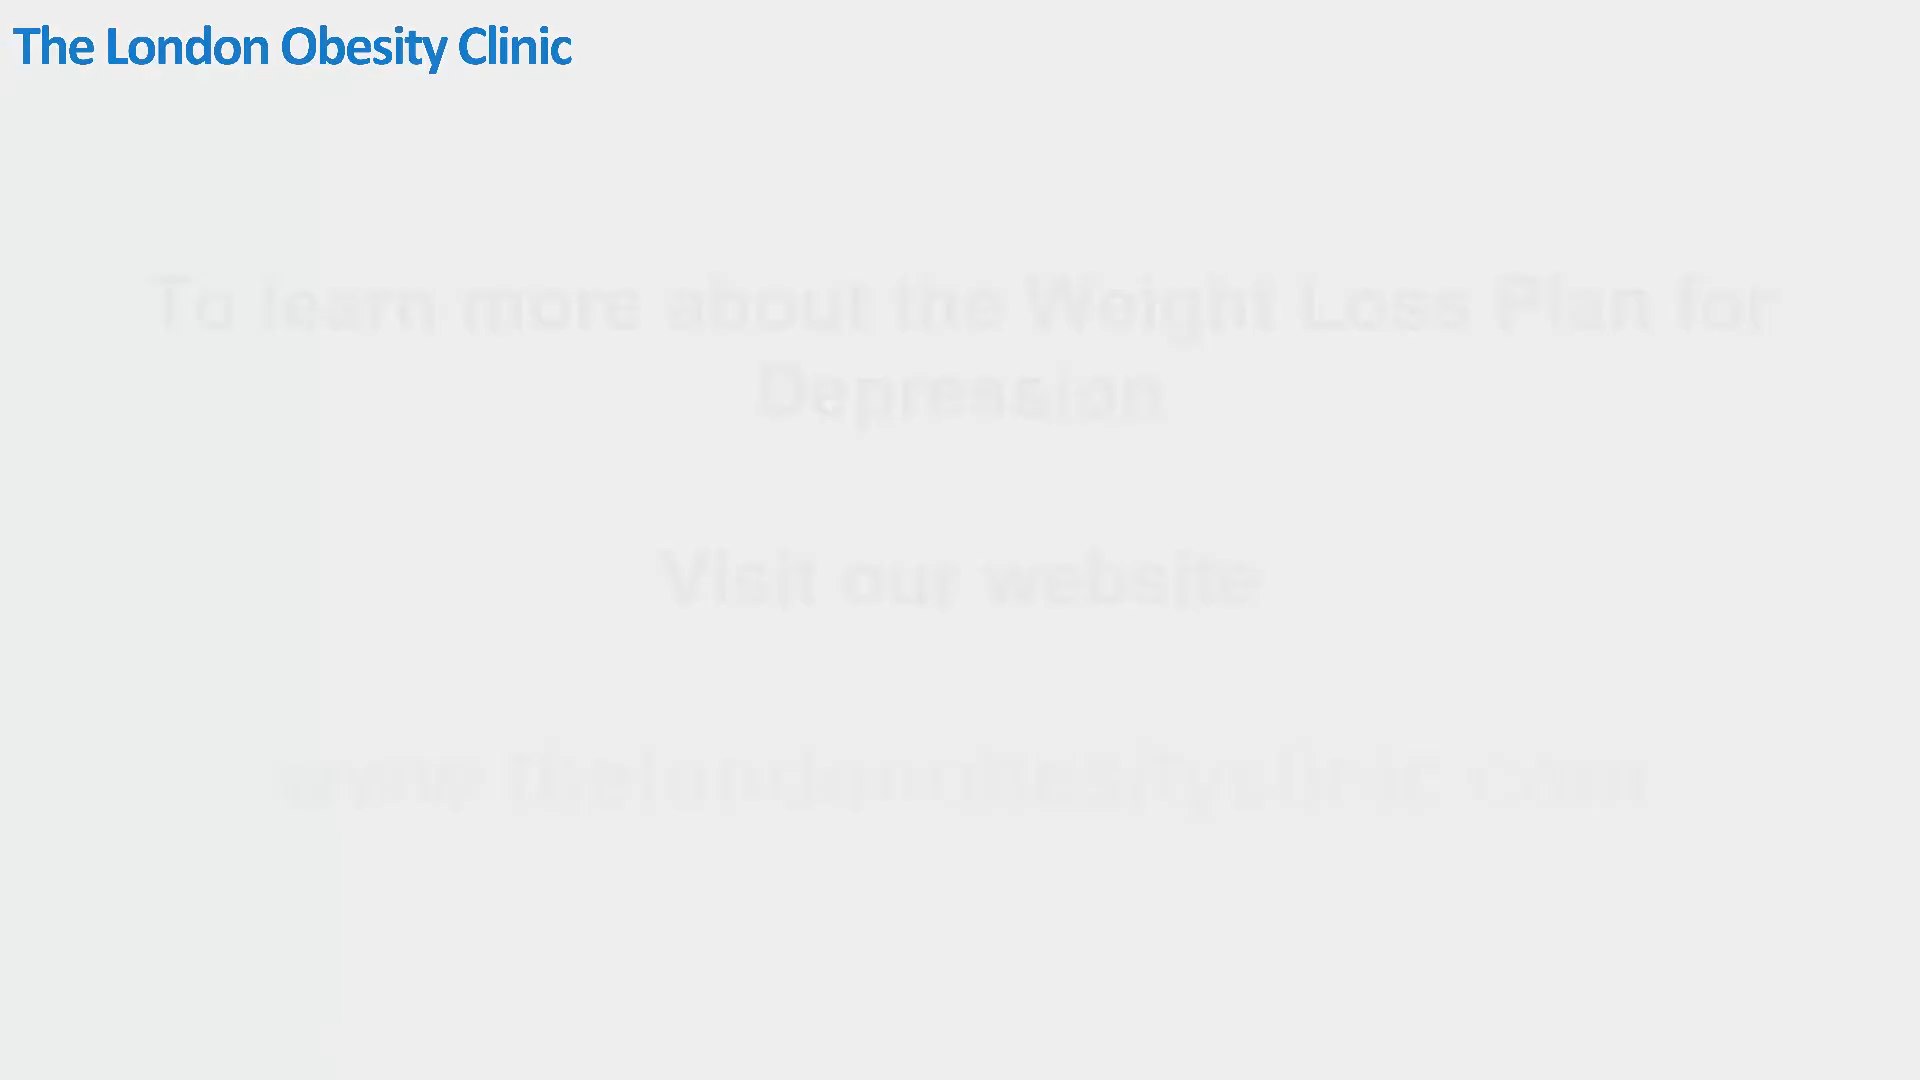 The London Obesity Clinic
To learn more about the Weight Loss Plan for
Depression
Visit our website
www.thelondonobesityclinic.com